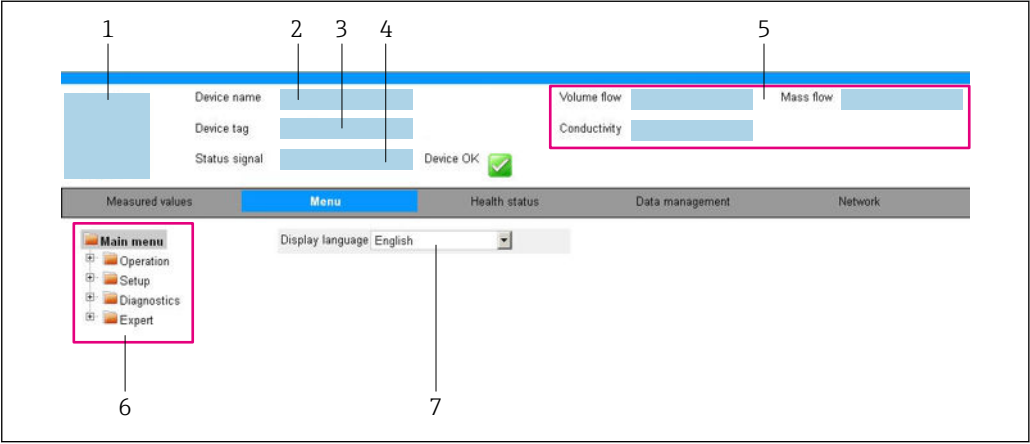 1 2 3 4 5
Device name Volume flow Mass flow
Device tag Conductivity
Status signal Device OK
Measured values Menu Health status Data management Network
Main menu Display language English
Operation
Setup
Diagnostics
Expert
6 7